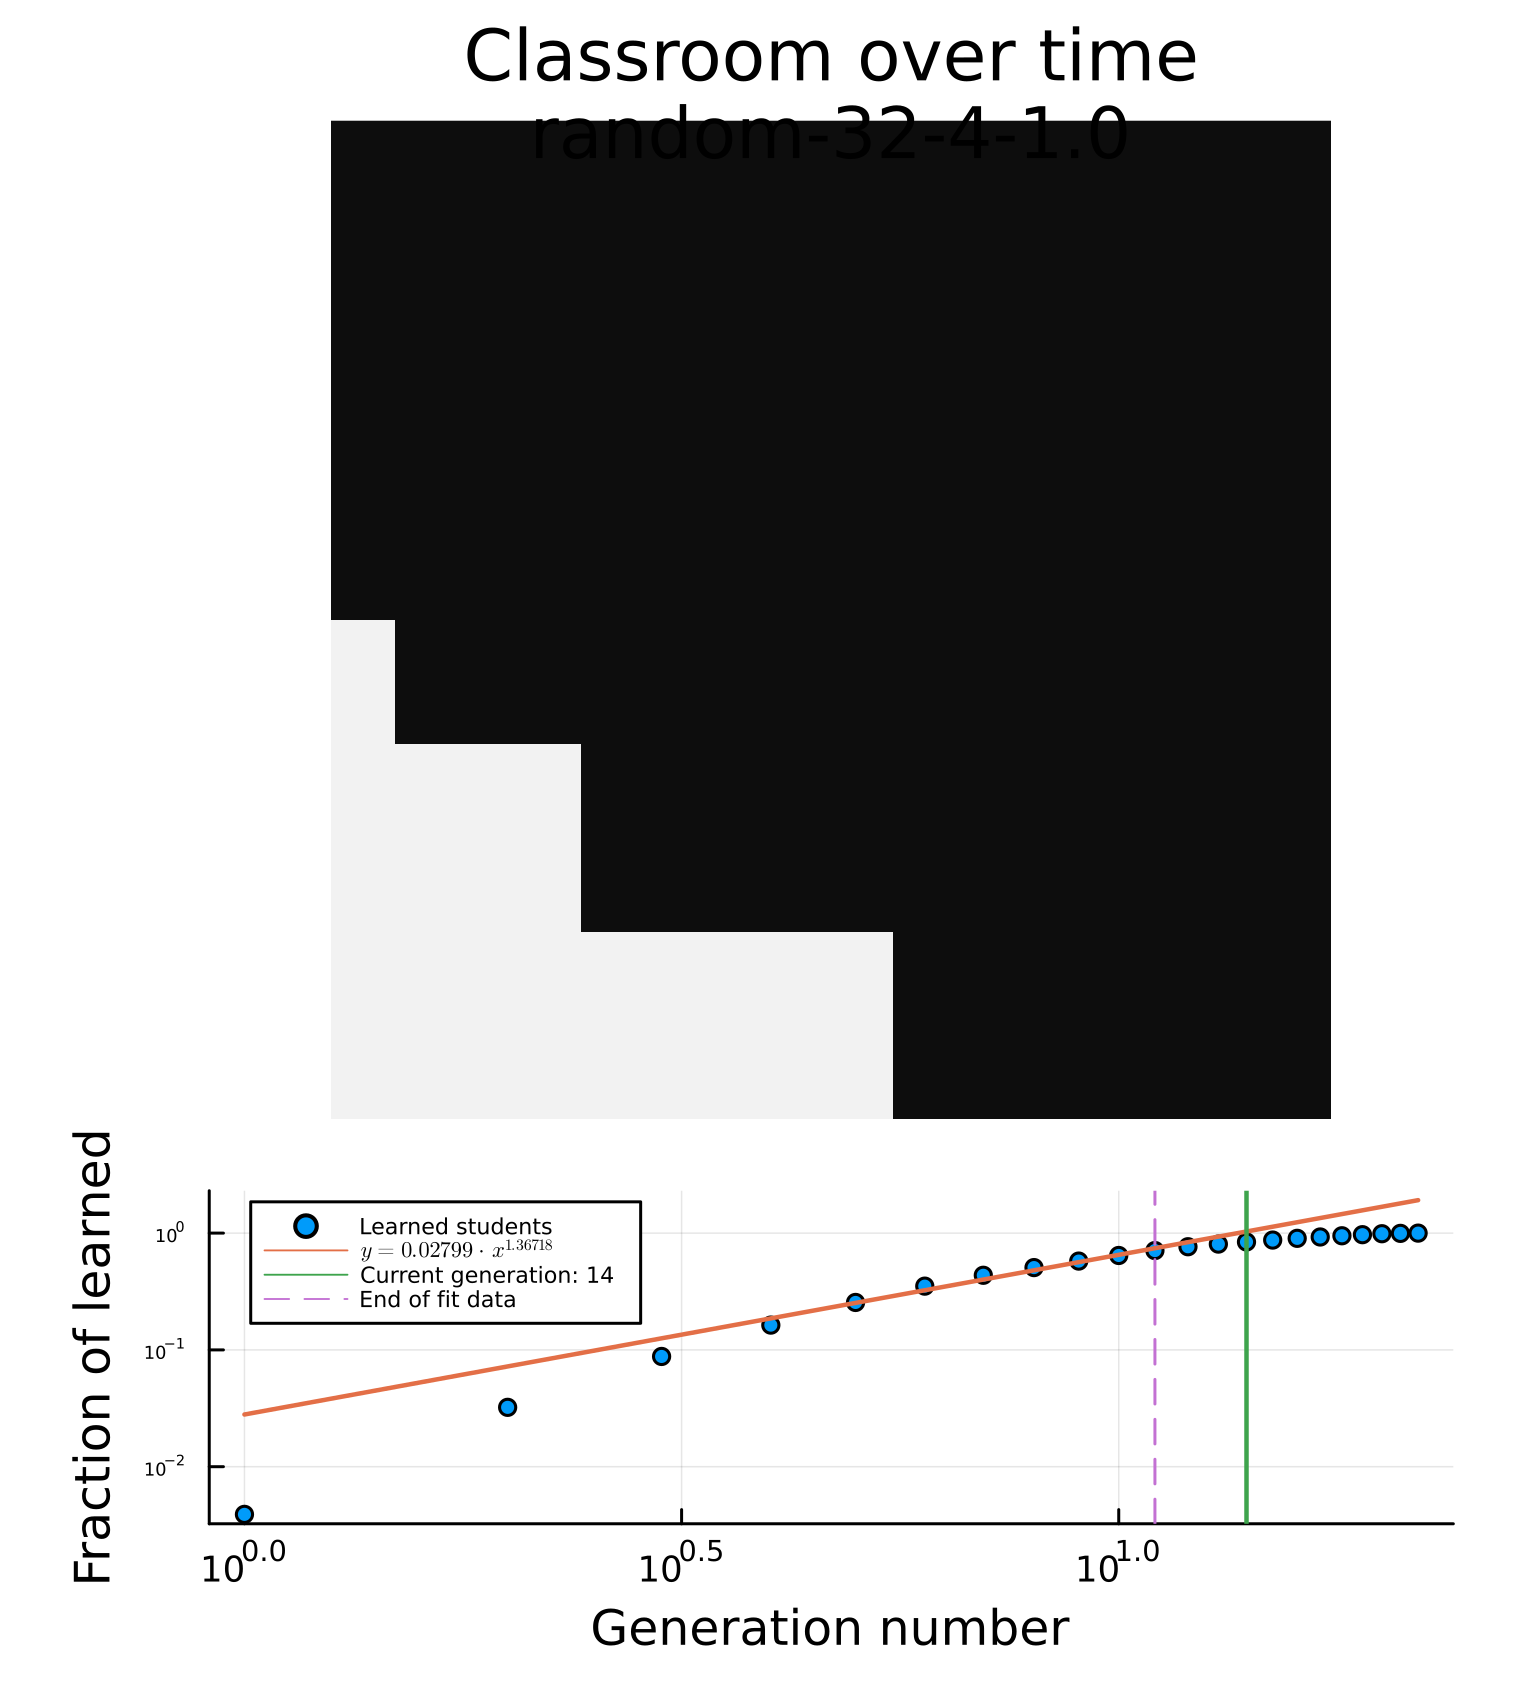 Classroom over time
random-32-4-1.0
Fraction of learned
10⁰
10⁻¹
10⁻²
Learned students
y = 0.02799 · x^1.36718
Current generation: 14
End of fit data
10^0.0
10^0.5
10^1.0
Generation number